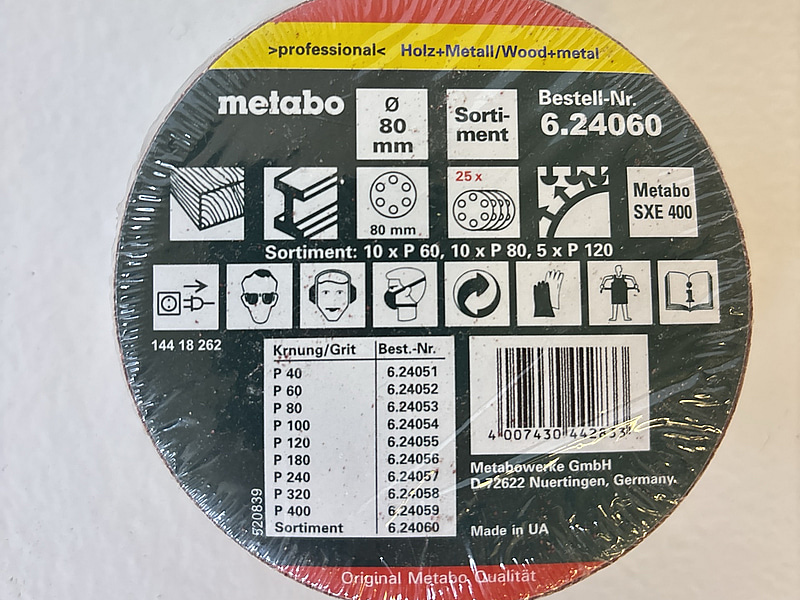 >professional< Holz+Metall/Wood+metal
metabo
Ø
80
mm
Sorti-
ment
Bestell-Nr.
6.24060
80 mm
25 x
Metabo
SXE 400
Sortiment: 10 x P 60, 10 x P 80, 5 x P 120
144 18 262
Krnung/Grit Best.-Nr.
P 40 6.24051
P 60 6.24052
P 80 6.24053
P 100 6.24054
P 120 6.24055
P 180 6.24056
P 240 6.24057
P 320 6.24058
P 400 6.24059
Sortiment 6.24060
520839
4 007430
Metabowerke GmbH
D-72622 Nuertingen, Germany.
Made in UA
Original Metabo Qualität